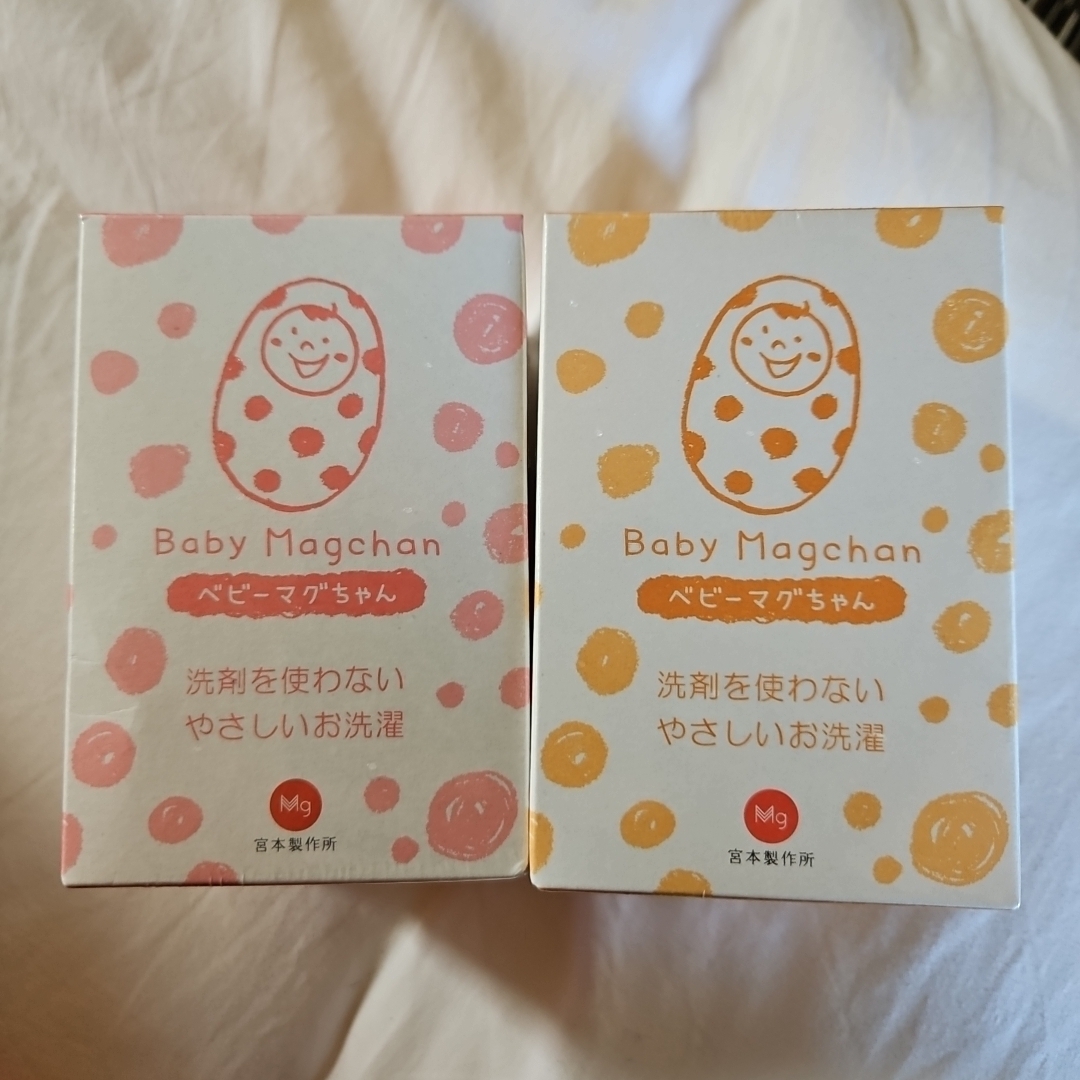 Baby Magchan
ベビーマグちゃん
洗剤を使わない
やさしいお洗濯
Mg
宮本製作所
Baby Magchan
ベビーマグちゃん
洗剤を使わない
やさしいお洗濯
Mg
宮本製作所